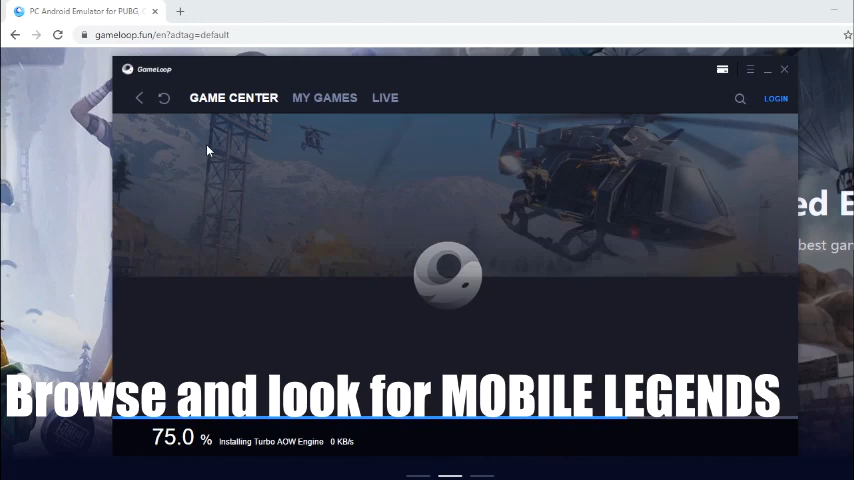 PC Android Emulator for PUBG,
gameloop.fun/en?adtag=default
GameLoop
GAME CENTER MY GAMES LIVE
LOGIN
ed E
best gan
Browse and look for MOBILE LEGENDS
75.0 % Installing Turbo AOW Engine 0 KB/s